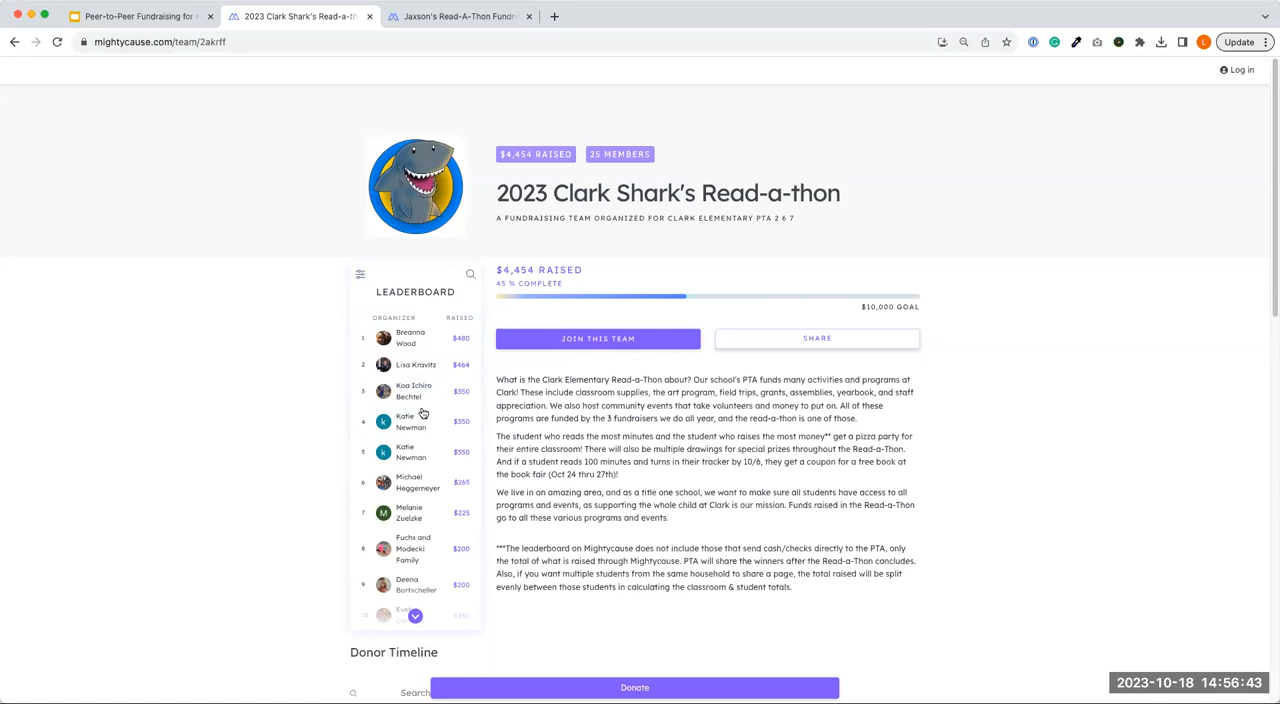 Peer-to-Peer Fundraising for
2023 Clark Shark's Read-a-th
Jaxson's Read-A-Thon Fundr
mightycause.com/team/2akrff
Update
Log in
$4,454 RAISED
25 MEMBERS
2023 Clark Shark's Read-a-thon
A FUNDRAISING TEAM ORGANIZED FOR CLARK ELEMENTARY PTA 2 6 7
LEADERBOARD
ORGANIZER RAISED
1 Breanna Wood $480
2 Lisa Kravitz $464
3 Koa Ichiro Bechtel $350
4 k Katie Newman $350
5 k Katie Newman $350
6 Michael Heggemeyer $265
7 M Melanie Zuelzke $225
8 Fuchs and Modecki Family $200
9 Deena Bortscheller $200
10
$4,454 RAISED
45 % COMPLETE
$10,000 GOAL
JOIN THIS TEAM
SHARE
What is the Clark Elementary Read-a-Thon about? Our school's PTA funds many activities and programs at
Clark! These include classroom supplies, the art program, field trips, grants, assemblies, yearbook, and staff
appreciation. We also host community events that take volunteers and money to put on. All of these
programs are funded by the 3 fundraisers we do all year, and the read-a-thon is one of those.
The student who reads the most minutes and the student who raises the most money** get a pizza party for
their entire classroom! There will also be multiple drawings for special prizes throughout the Read-a-Thon.
And if a student reads 100 minutes and turns in their tracker by 10/6, they get a coupon for a free book at
the book fair (Oct 24 thru 27th)!
We live in an amazing area, and as a title one school, we want to make sure all students have access to all
programs and events, as supporting the whole child at Clark is our mission. Funds raised in the Read-a-Thon
go to all these various programs and events.
***The leaderboard on Mightycause does not include those that send cash/checks directly to the PTA, only
the total of what is raised through Mightycause. PTA will share the winners after the Read-a-Thon concludes.
Also, if you want multiple students from the same household to share a page, the total raised will be split
evenly between those students in calculating the classroom & student totals.
Donor Timeline
Search
Donate
2023-10-18 14:56:43